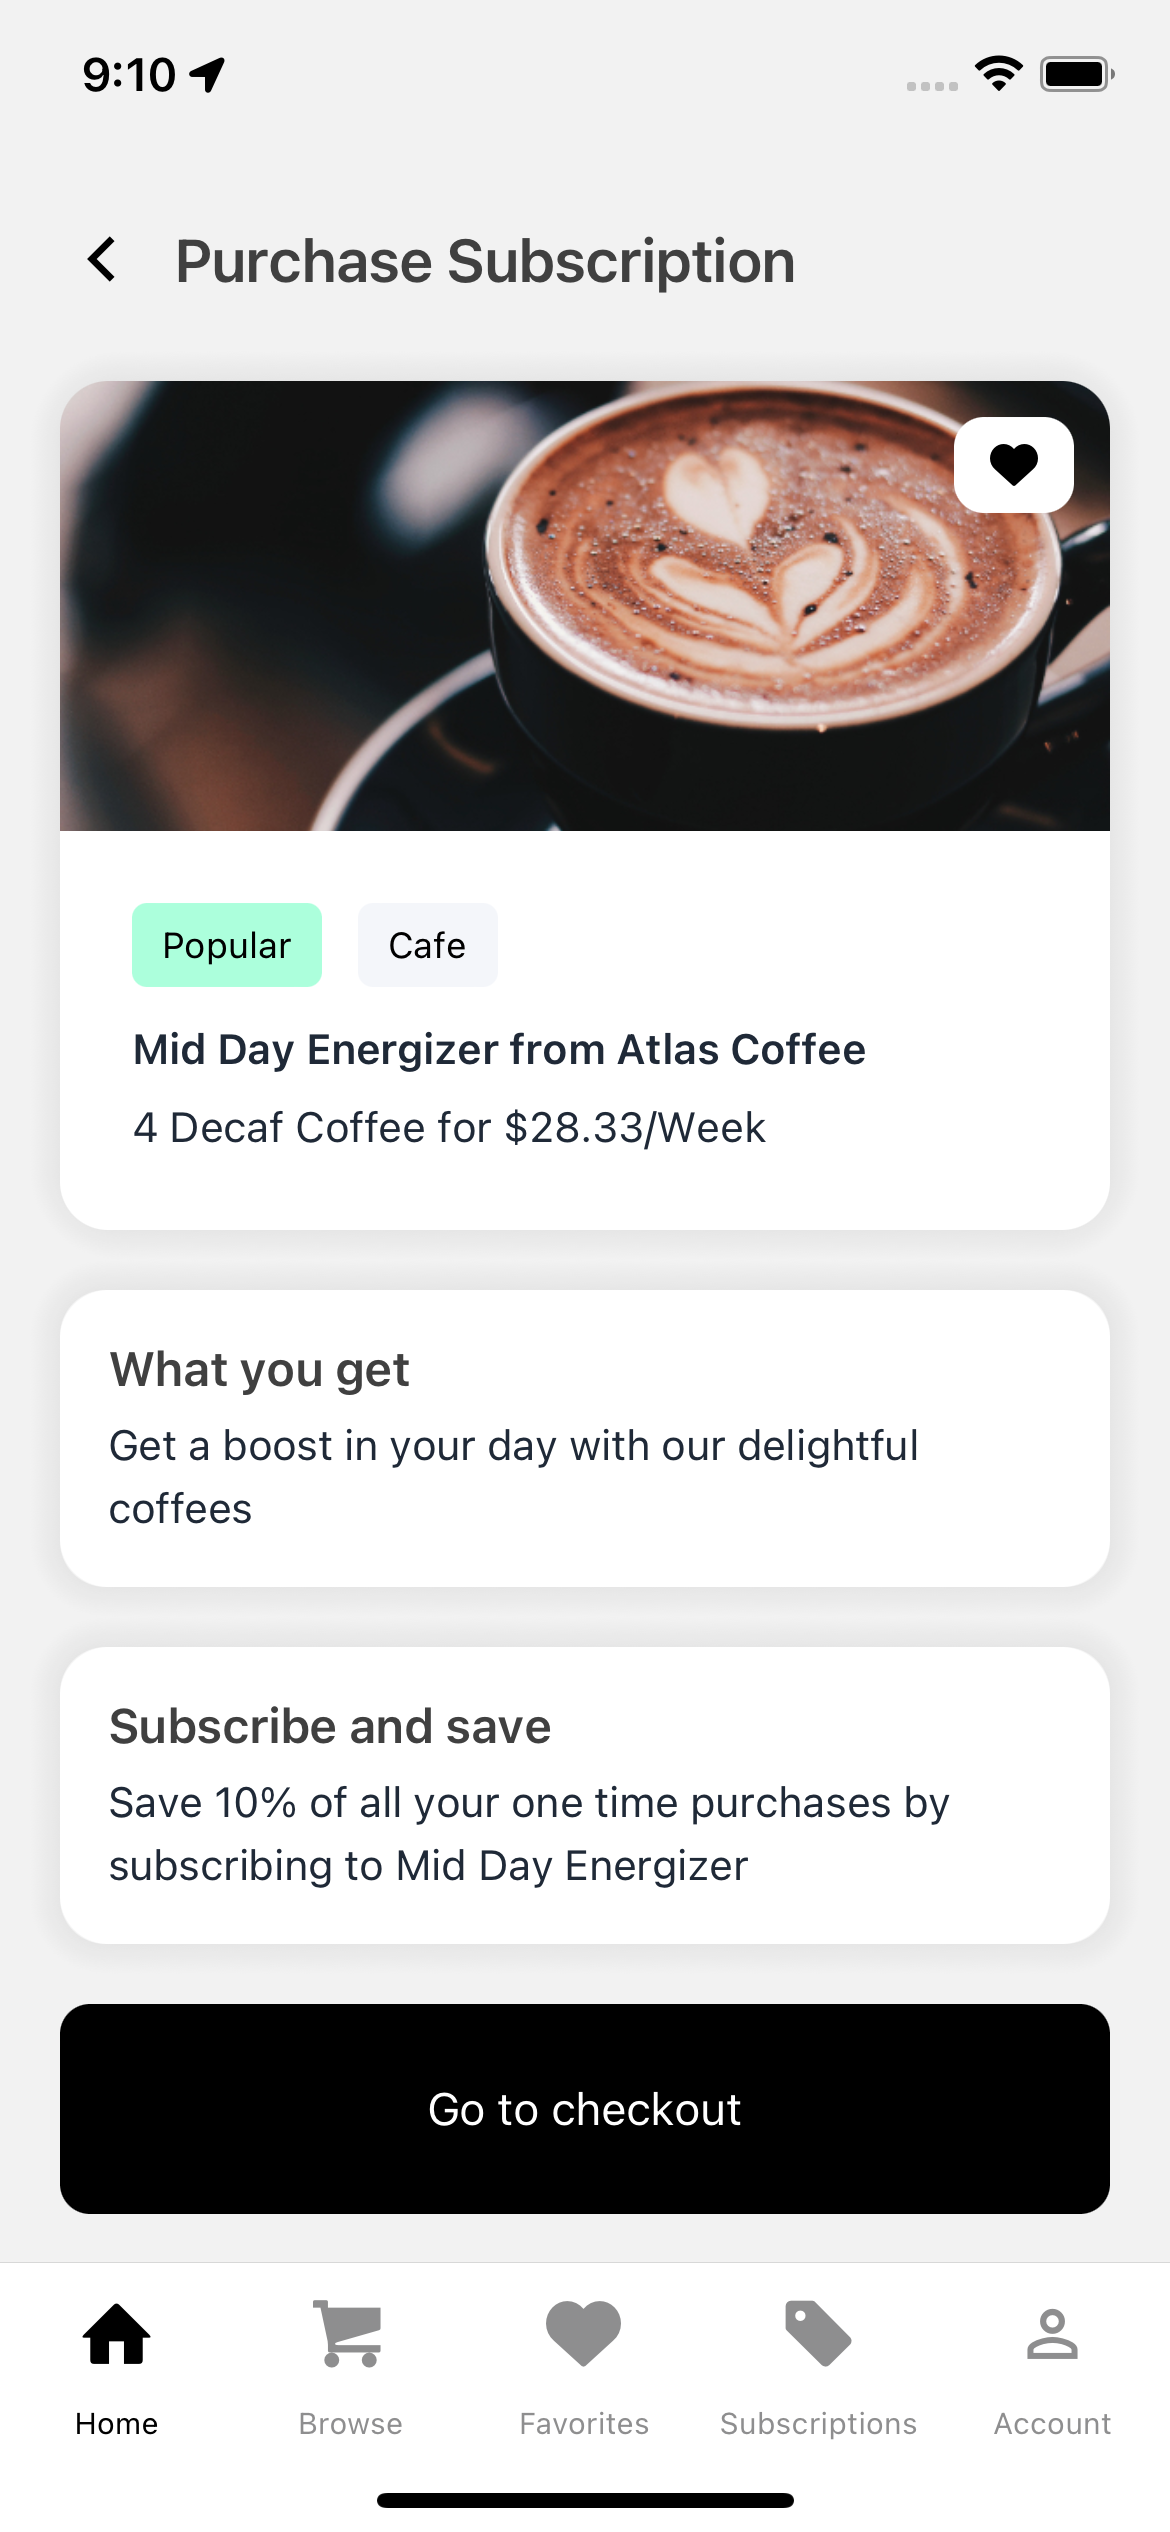 9:10
Purchase Subscription
Popular
Cafe
Mid Day Energizer from Atlas Coffee
4 Decaf Coffee for $28.33/Week
What you get
Get a boost in your day with our delightful
coffees
Subscribe and save
Save 10% of all your one time purchases by
subscribing to Mid Day Energizer
Go to checkout
Home
Browse
Favorites
Subscriptions
Account